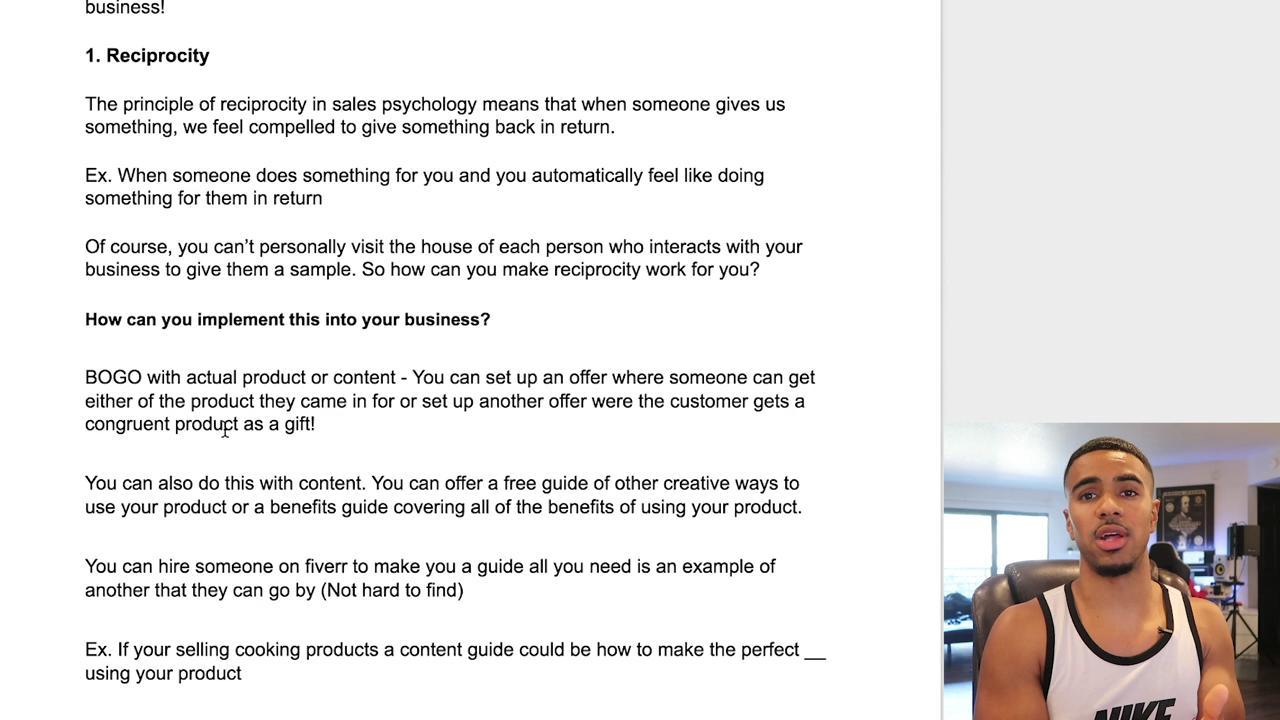 business!
1. Reciprocity
The principle of reciprocity in sales psychology means that when someone gives us
something, we feel compelled to give something back in return.
Ex. When someone does something for you and you automatically feel like doing
something for them in return
Of course, you can’t personally visit the house of each person who interacts with your
business to give them a sample. So how can you make reciprocity work for you?
How can you implement this into your business?
BOGO with actual product or content - You can set up an offer where someone can get
either of the product they came in for or set up another offer were the customer gets a
congruent product as a gift!
You can also do this with content. You can offer a free guide of other creative ways to
use your product or a benefits guide covering all of the benefits of using your product.
You can hire someone on fiverr to make you a guide all you need is an example of
another that they can go by (Not hard to find)
Ex. If your selling cooking products a content guide could be how to make the perfect __
using your product
NIKE